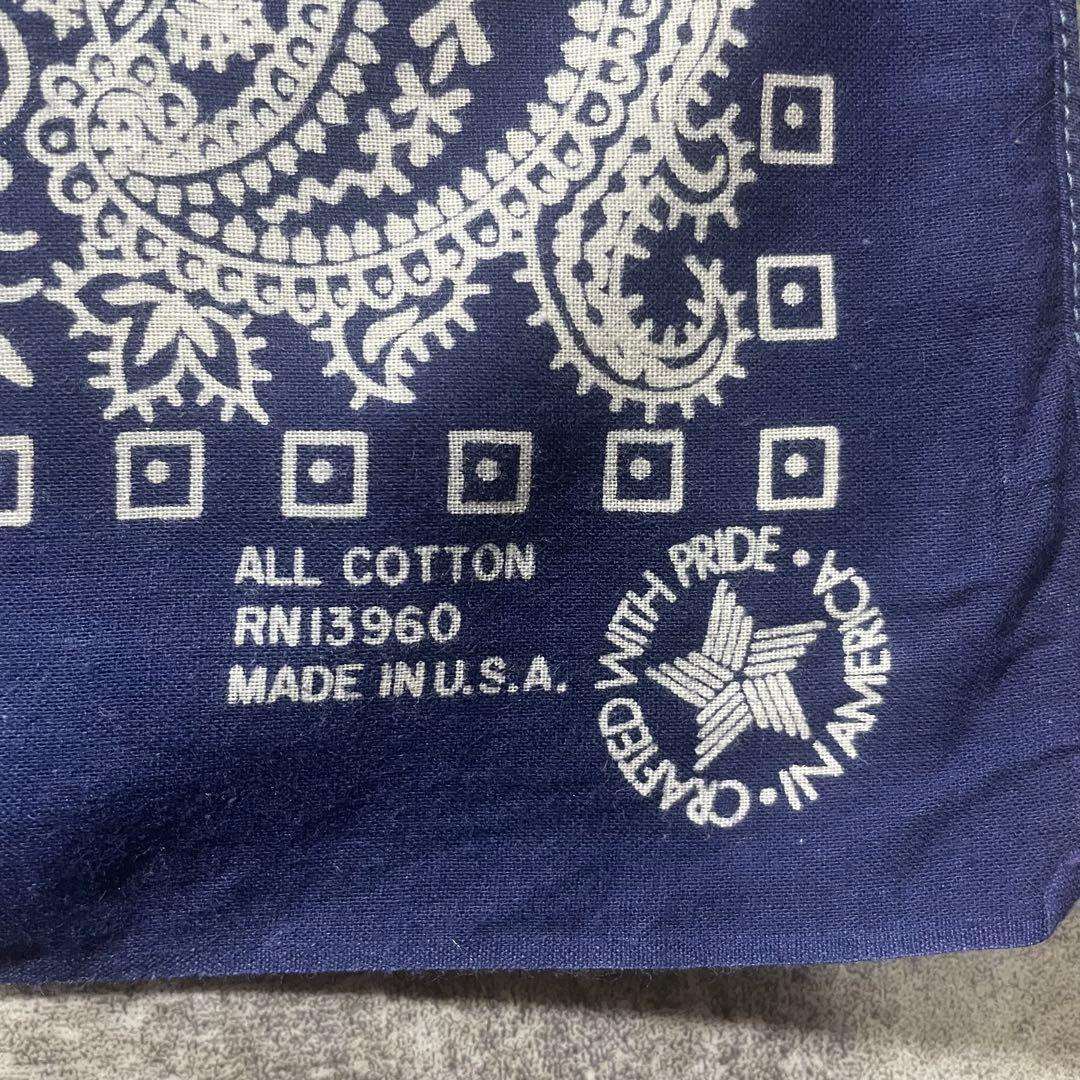 ALL COTTON
RN13960
MADE IN U.S.A.
CRAFTED WITH PRIDE • IN AMERICA •